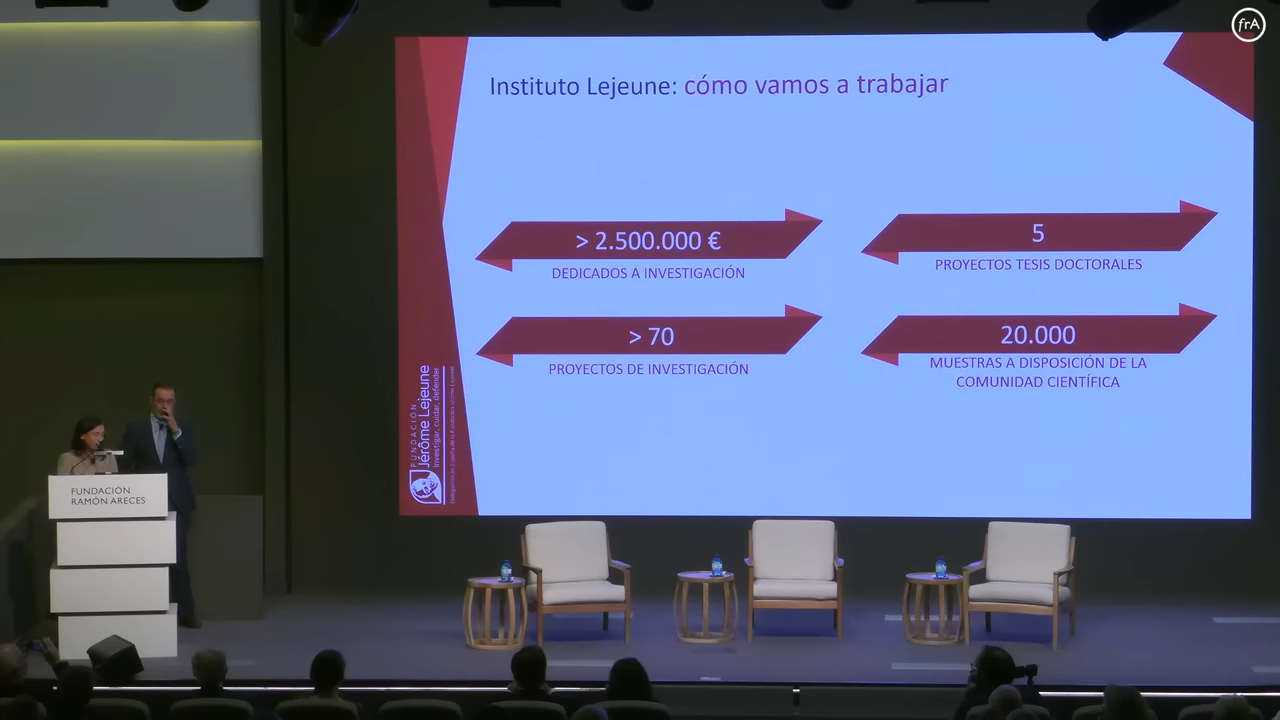 frA
Instituto Lejeune: cómo vamos a trabajar
> 2.500.000 €
DEDICADOS A INVESTIGACIÓN
5
PROYECTOS TESIS DOCTORALES
> 70
PROYECTOS DE INVESTIGACIÓN
20.000
MUESTRAS A DISPOSICIÓN DE LA
COMUNIDAD CIENTÍFICA
FUNDACIÓN
Jérôme Lejeune
Investigar, cuidar, defender
FUNDACIÓN
RAMÓN ARECES